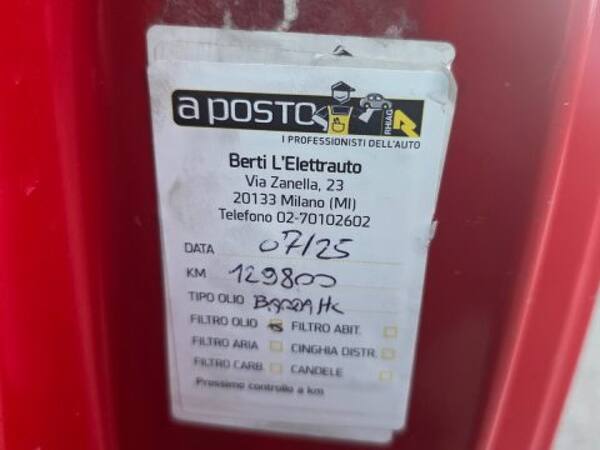 a POSTO
RHIAG
I PROFESSIONISTI DELL'AUTO
Berti L'Elettrauto
Via Zanella, 23
20133 Milano (MI)
Telefono 02-70102602
DATA 07/25
KM 129800
TIPO OLIO
FILTRO OLIO FILTRO ABIT.
FILTRO ARIA CINGHIA DISTR.
FILTRO CARB. CANDELE
Prossimo controllo a km